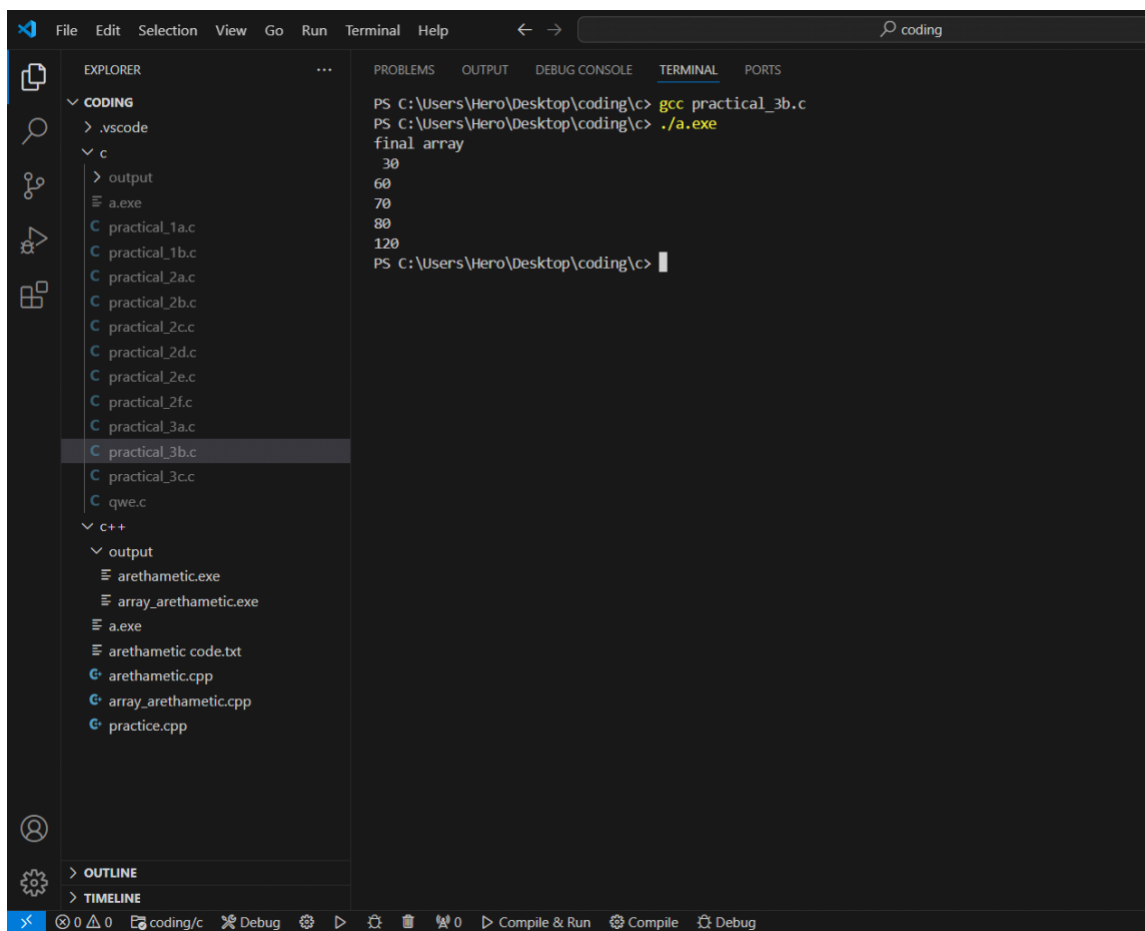 File Edit Selection View Go Run Terminal Help
coding
EXPLORER
CODING
.vscode
c
output
a.exe
practical_1a.c
practical_1b.c
practical_2a.c
practical_2b.c
practical_2c.c
practical_2d.c
practical_2e.c
practical_2f.c
practical_3a.c
practical_3b.c
practical_3c.c
qwe.c
c++
output
arethametic.exe
array_arethametic.exe
a.exe
arethametic code.txt
arethametic.cpp
array_arethametic.cpp
practice.cpp
OUTLINE
TIMELINE
PROBLEMS OUTPUT DEBUG CONSOLE TERMINAL PORTS
PS C:\Users\Hero\Desktop\coding\c> gcc practical_3b.c
PS C:\Users\Hero\Desktop\coding\c> ./a.exe
final array
 30
60
70
80
120
PS C:\Users\Hero\Desktop\coding\c>
0 0 coding/c Debug 0 Compile & Run Compile Debug